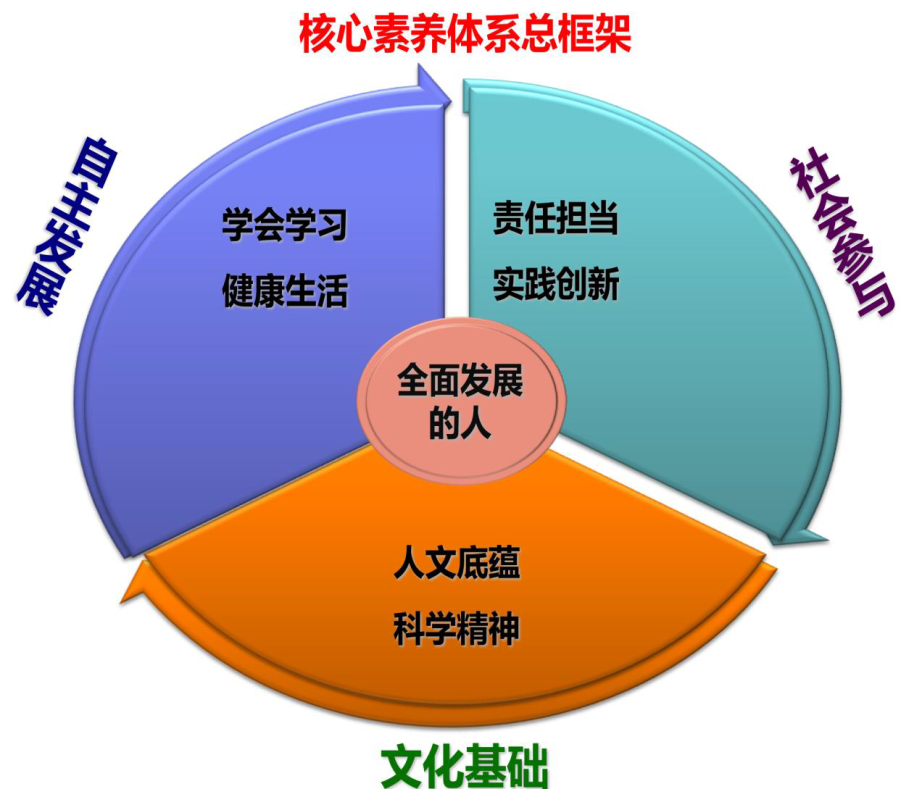 核心素养体系总框架
自主发展
社会参与
学会学习
健康生活
责任担当
实践创新
全面发展
的人
人文底蕴
科学精神
文化基础